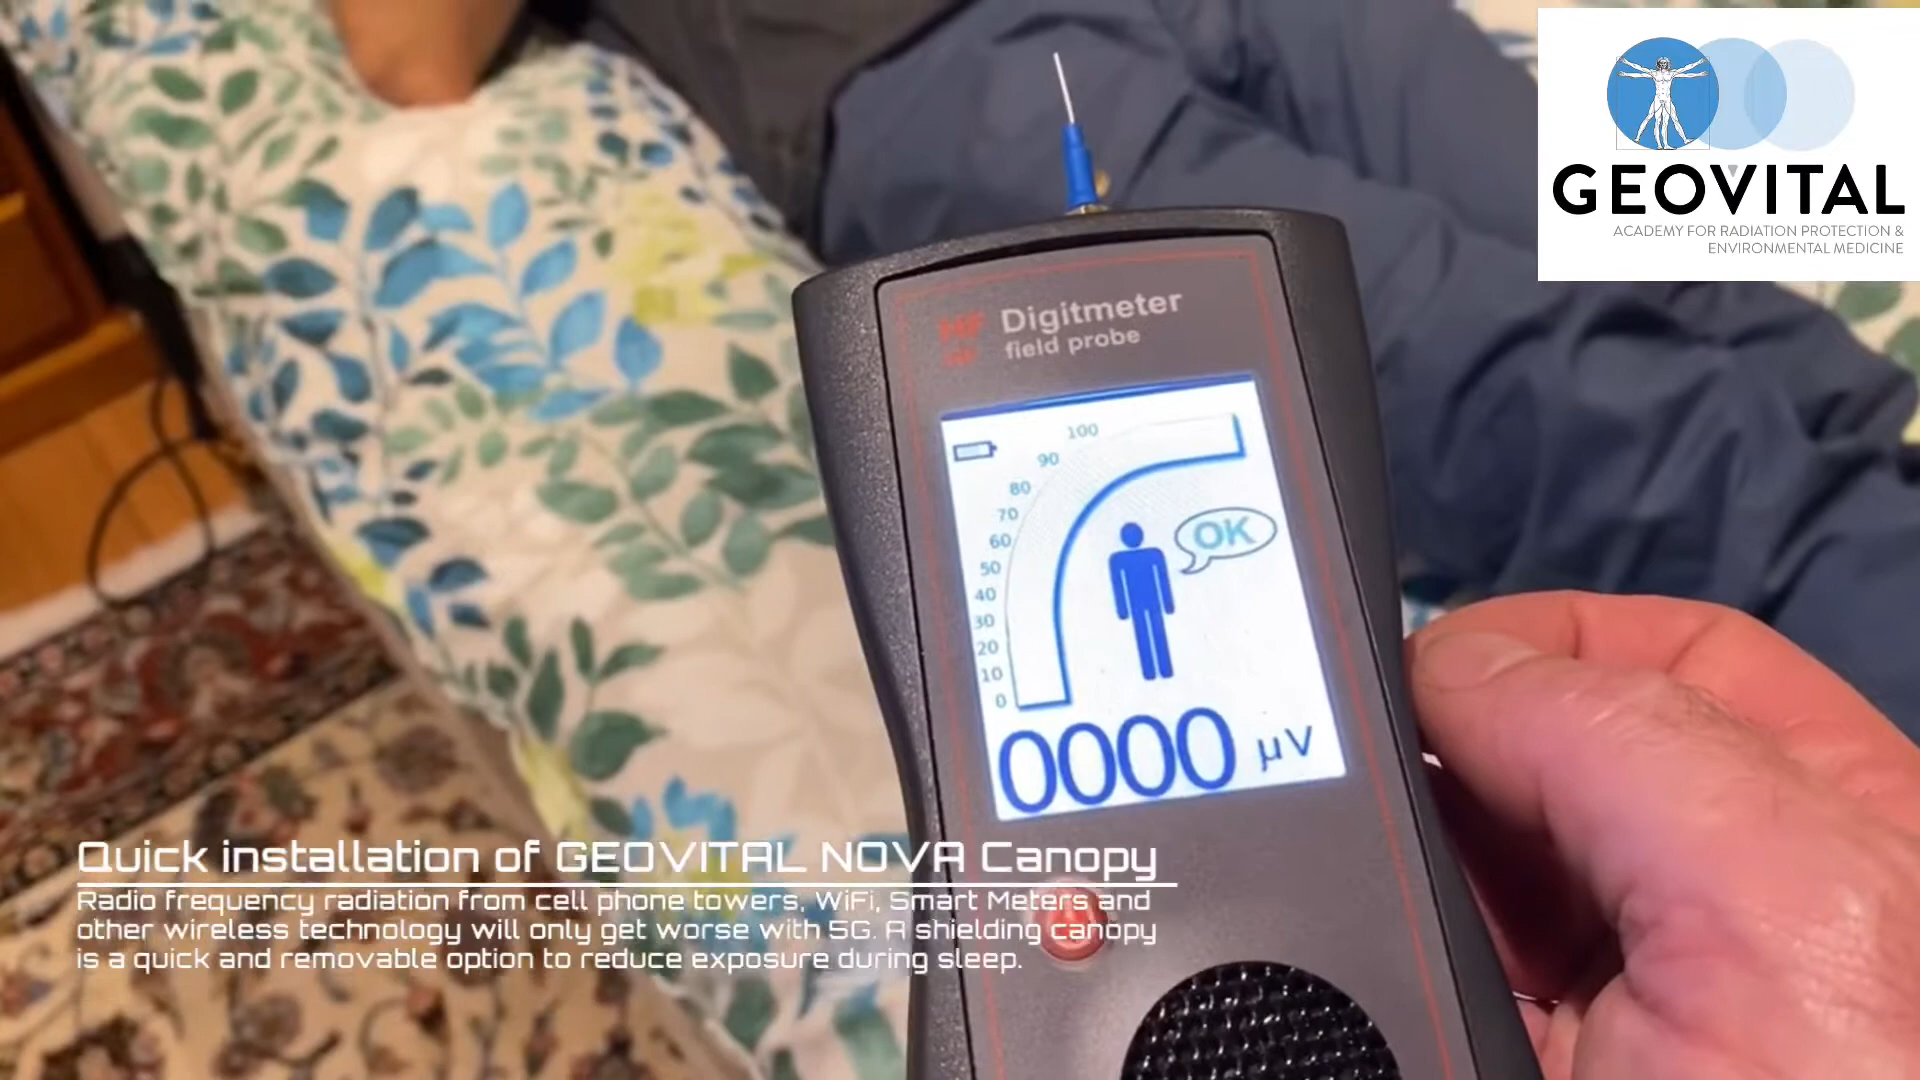 GEOVITAL
ACADEMY FOR RADIATION PROTECTION &
ENVIRONMENTAL MEDICINE
HF Digitmeter
field probe
100
90
80
70
60
50
40
30
20
10
0
OK
0000 µV
Quick installation of GEOVITAL NOVA Canopy
Radio frequency radiation from cell phone towers, WiFi, Smart Meters and
other wireless technology will only get worse with 5G. A shielding canopy
is a quick and removable option to reduce exposure during sleep.